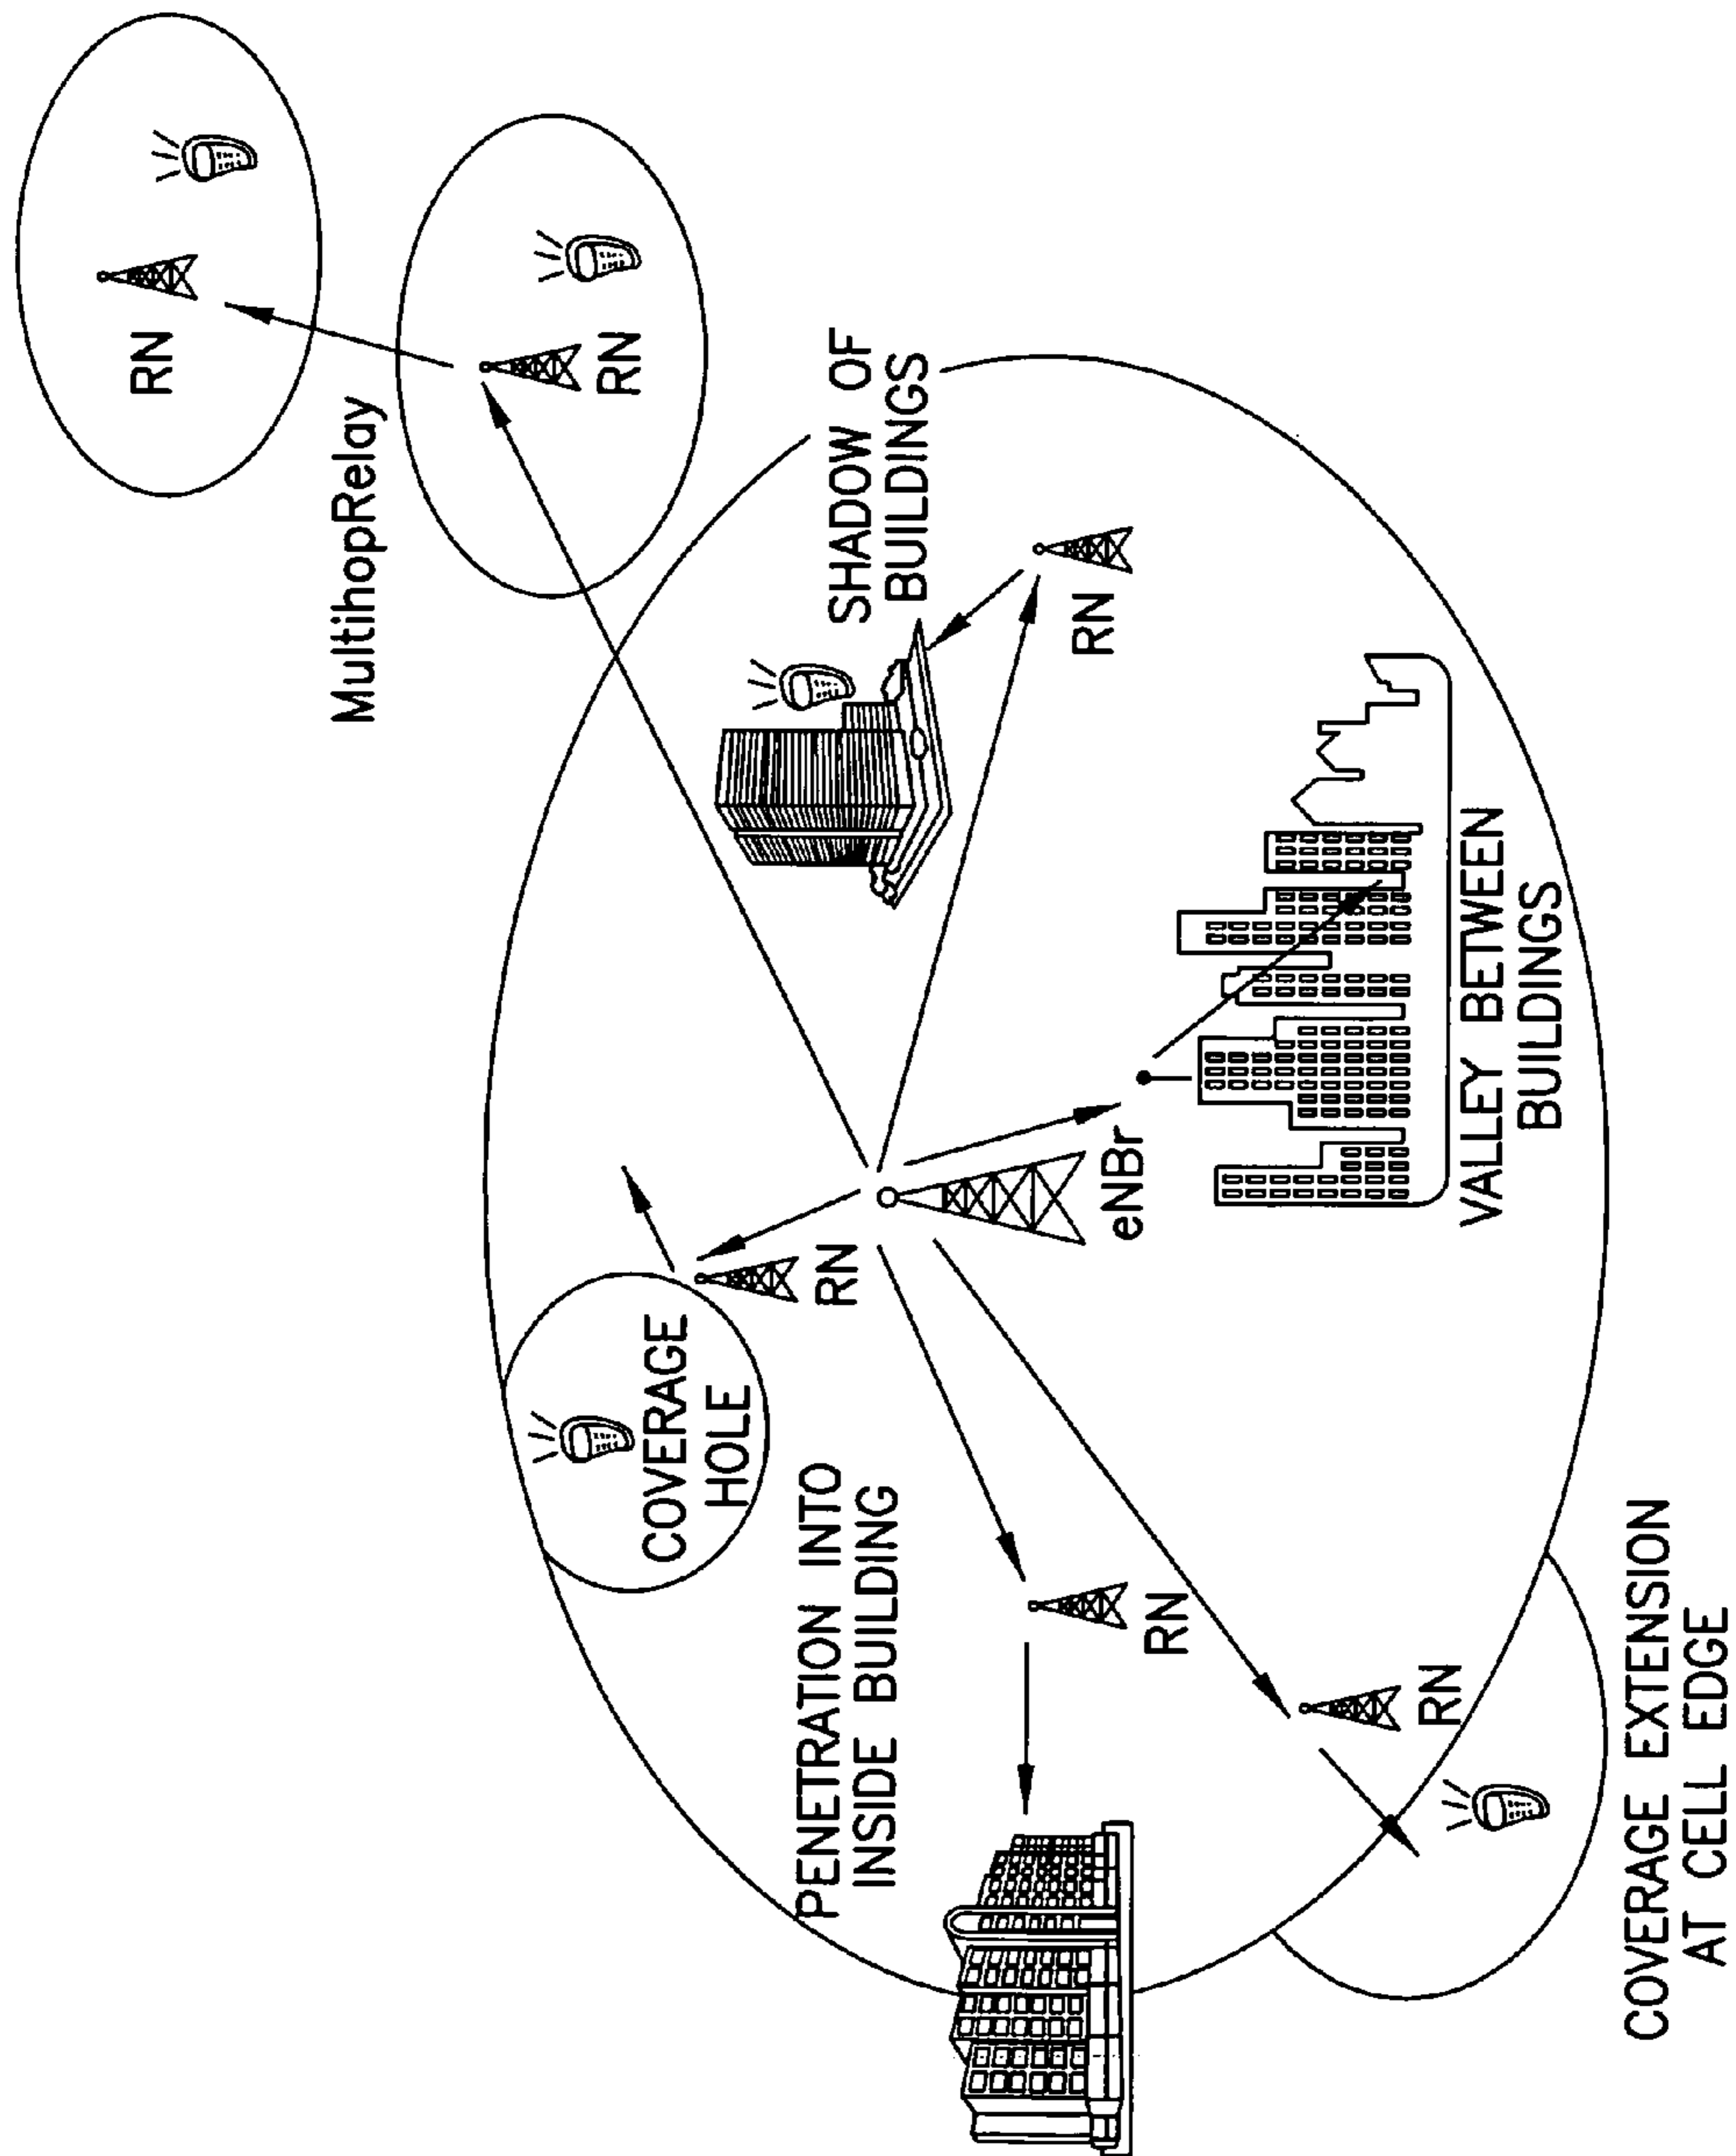 RN
MultihopRelay
RN
COVERAGE
HOLE
PENETRATION INTO
INSIDE BUILDING
RN
SHADOW OF
BUILDINGS
RN
eNBr
RN
RN
VALLEY BETWEEN
BUILDINGS
COVERAGE EXTENSION
AT CELL EDGE